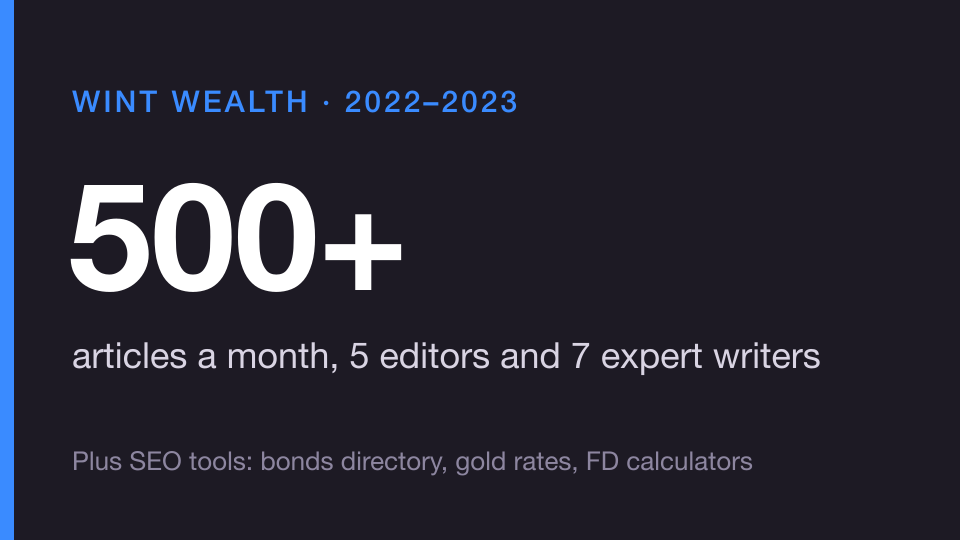 WINT WEALTH · 2022–2023
500+
articles a month, 5 editors and 7 expert writers
Plus SEO tools: bonds directory, gold rates, FD calculators